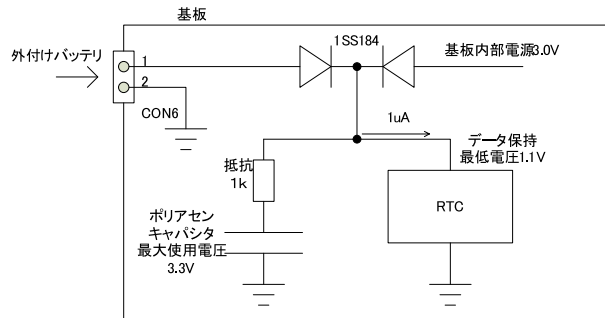 基板
1SS184
外付けバッテリ
基板内部電源3.0V
1
2
CON6
1uA
データ保持
最低電圧1.1V
抵抗
1k
RTC
ポリアセン
キャパシタ
最大使用電圧
3.3V